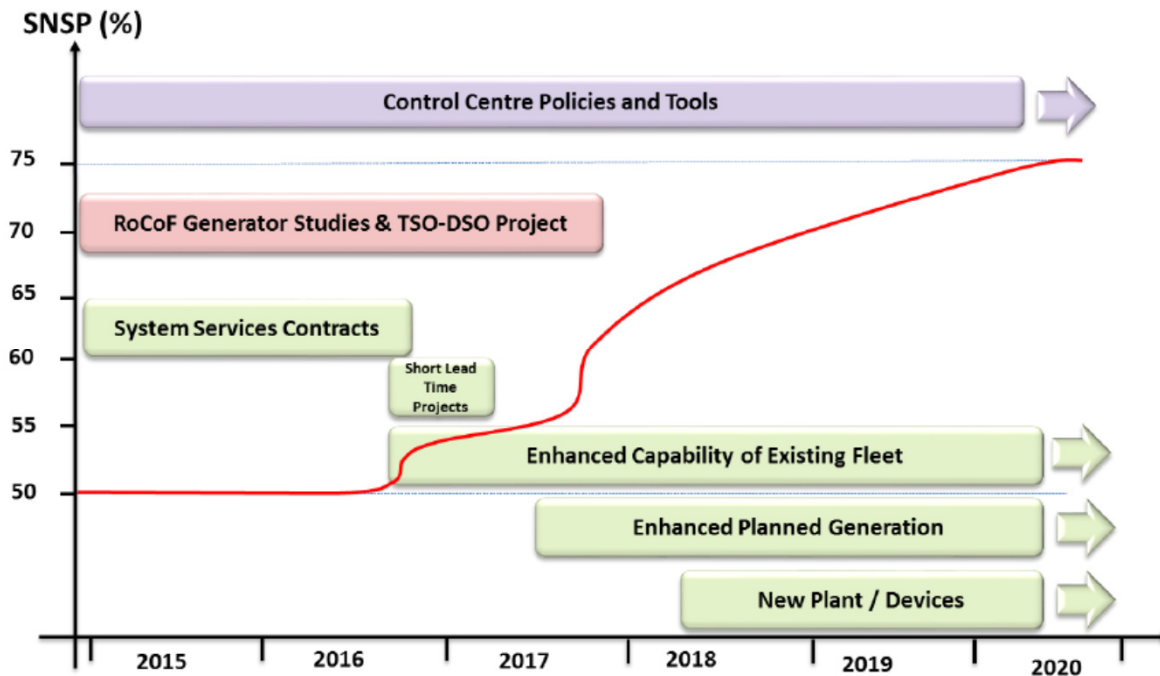 SNSP (%)
Control Centre Policies and Tools
75
RoCoF Generator Studies & TSO-DSO Project
70
65
System Services Contracts
60
Short Lead
Time
Projects
55
Enhanced Capability of Existing Fleet
50
Enhanced Planned Generation
New Plant / Devices
2015 2016 2017 2018 2019 2020